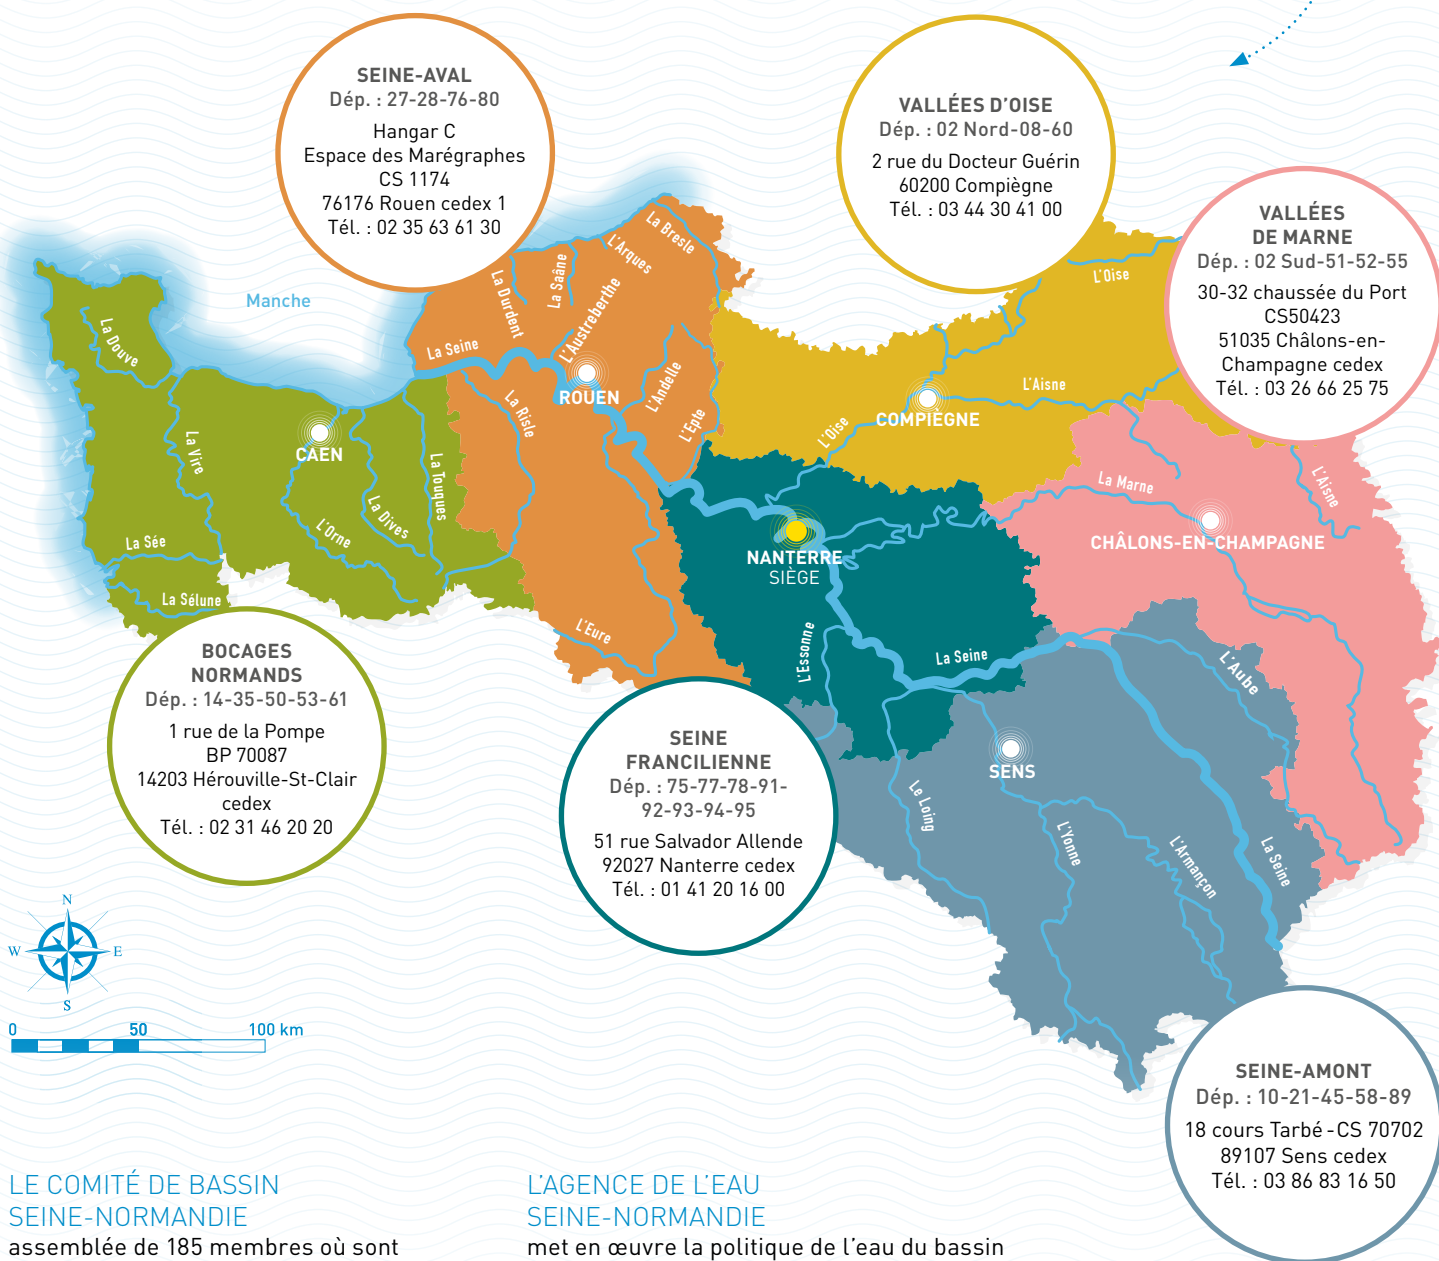 SEINE-AVAL
Dép. : 27-28-76-80
Hangar C
Espace des Marégraphes
CS 1174
76176 Rouen cedex 1
Tél. : 02 35 63 61 30
VALLÉES D'OISE
Dép. : 02 Nord-08-60
2 rue du Docteur Guérin
60200 Compiègne
Tél. : 03 44 30 41 00
VALLÉES
DE MARNE
Dép. : 02 Sud-51-52-55
30-32 chaussée du Port
CS50423
51035 Châlons-en-
Champagne cedex
Tél. : 03 26 66 25 75
Manche
La Bresle
L'Arques
La Saâne
La Durdent
L'Austreberthe
La Seine
ROUEN
L'Andelle
L'Epte
La Risle
L'Eure
La Douve
La Vire
CAEN
La Touques
La Dives
L'Orne
La Sée
La Sélune
L'Oise
L'Aisne
COMPIÈGNE
L'Oise
La Marne
L'Aisne
CHÂLONS-EN-CHAMPAGNE
NANTERRE
SIÈGE
L'Essonne
La Seine
L'Aube
SENS
Le Loing
L'Yonne
L'Armançon
La Seine
BOCAGES
NORMANDS
Dép. : 14-35-50-53-61
1 rue de la Pompe
BP 70087
14203 Hérouville-St-Clair
cedex
Tél. : 02 31 46 20 20
SEINE
FRANCILIENNE
Dép. : 75-77-78-91-
92-93-94-95
51 rue Salvador Allende
92027 Nanterre cedex
Tél. : 01 41 20 16 00
N
W E
S
0 50 100 km
SEINE-AMONT
Dép. : 10-21-45-58-89
18 cours Tarbé - CS 70702
89107 Sens cedex
Tél. : 03 86 83 16 50
LE COMITÉ DE BASSIN
SEINE-NORMANDIE
assemblée de 185 membres où sont
L'AGENCE DE L'EAU
SEINE-NORMANDIE
met en œuvre la politique de l'eau du bassin